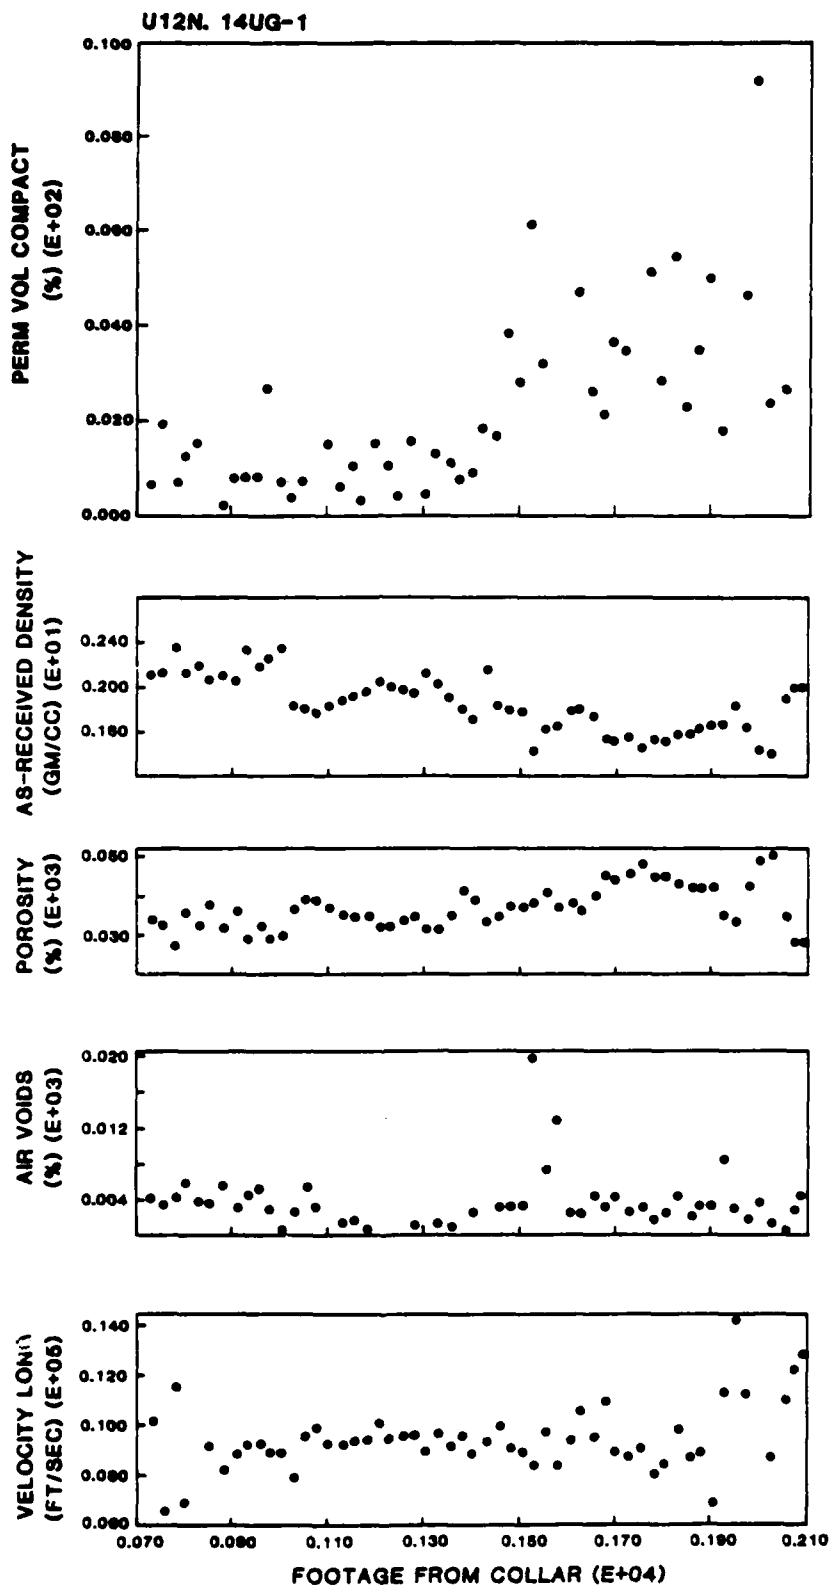 U12N. 14UG-1
PERM VOL COMPACT
(%) (E+02)
0.100
0.080
0.060
0.040
0.020
0.000
AS-RECEIVED DENSITY
(GM/CC) (E+01)
0.240
0.200
0.160
POROSITY
(%) (E+03)
0.050
0.030
AIR VOIDS
(%) (E+03)
0.020
0.012
0.004
VELOCITY LONG
(FT/SEC) (E+05)
0.140
0.120
0.100
0.080
0.060
0.070 0.090 0.110 0.130 0.150 0.170 0.190 0.210
FOOTAGE FROM COLLAR (E+04)